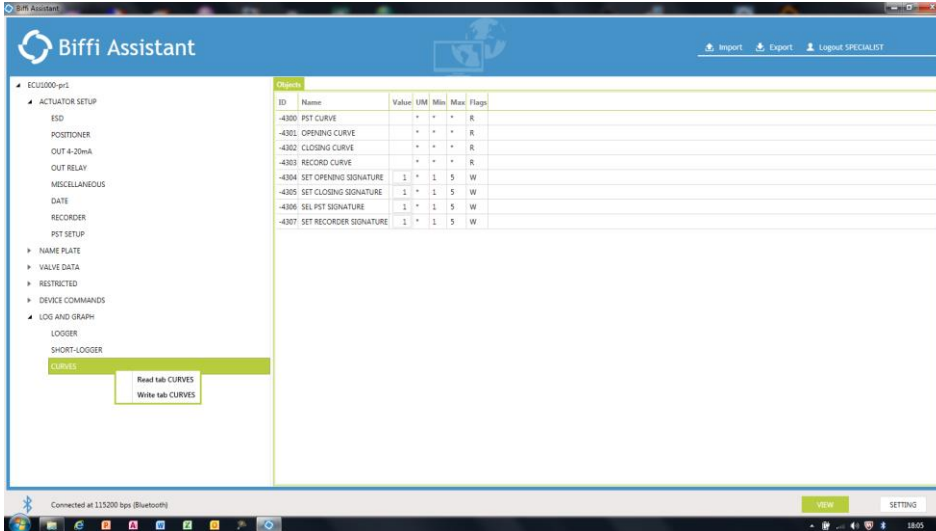 Biffi Assistant
Biffi Assistant
Import Export Logout SPECIALIST
ECU1000-pr1
ACTUATOR SETUP
ESD
POSITIONER
OUT 4-20mA
OUT RELAY
MISCELLANEOUS
DATE
RECORDER
PST SETUP
NAME PLATE
VALVE DATA
RESTRICTED
DEVICE COMMANDS
LOG AND GRAPH
LOGGER
SHORT-LOGGER
CURVES
Read tab CURVES
Write tab CURVES
Objects
ID Name Value UM Min Max Flags
-4300 PST CURVE * * * R
-4301 OPENING CURVE * * * R
-4302 CLOSING CURVE * * * R
-4303 RECORD CURVE * * * R
-4304 SET OPENING SIGNATURE 1 * 1 5 W
-4305 SET CLOSING SIGNATURE 1 * 1 5 W
-4306 SEL PST SIGNATURE 1 * 1 5 W
-4307 SET RECORDER SIGNATURE 1 * 1 5 W
Connected at 115200 bps (Bluetooth)
VIEW SETTING
18:05